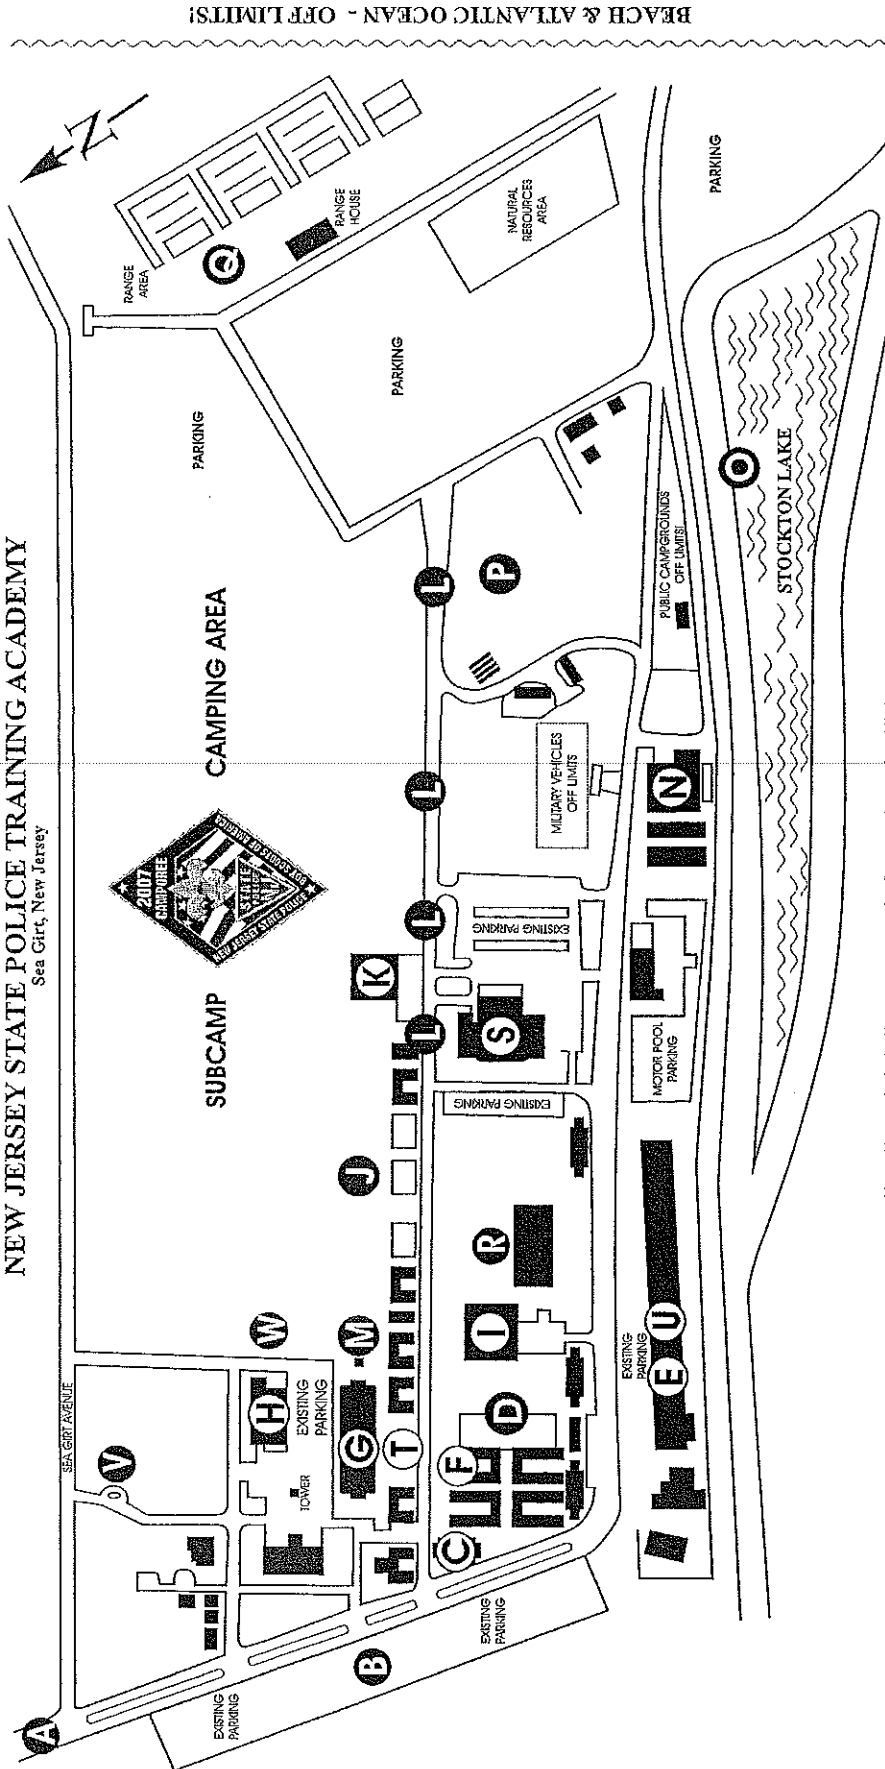 NEW JERSEY STATE POLICE TRAINING ACADEMY
Sea Girt, New Jersey
BEACH & ATLANTIC OCEAN - OFF LIMITS!
N
SEA GIRT AVENUE
SUBCAMP
CAMPING AREA
2007
CAMPOREE
BOY SCOUTS OF AMERICA
NEW JERSEY STATE POLICE
PARKING
RANGE
AREA
Q
RANGE
HOUSE
A
V
W
H
EXISTING
PARKING
TOWER
G
M
J
K
T
B
EXISTING
PARKING
EXISTING
PARKING
C
F
D
I
R
L
S
L
L
L
P
EXISTING PARKING
EXISTING PARKING
PARKING
NATURAL
RESOURCES
AREA
MILITARY VEHICLES
OFF LIMITS
EXISTING
PARKING
E
U
MOTOR POOL
PARKING
N
PUBLIC CAMPGROUNDS
OFF LIMITS!
PARKING
O
STOCKTON LAKE